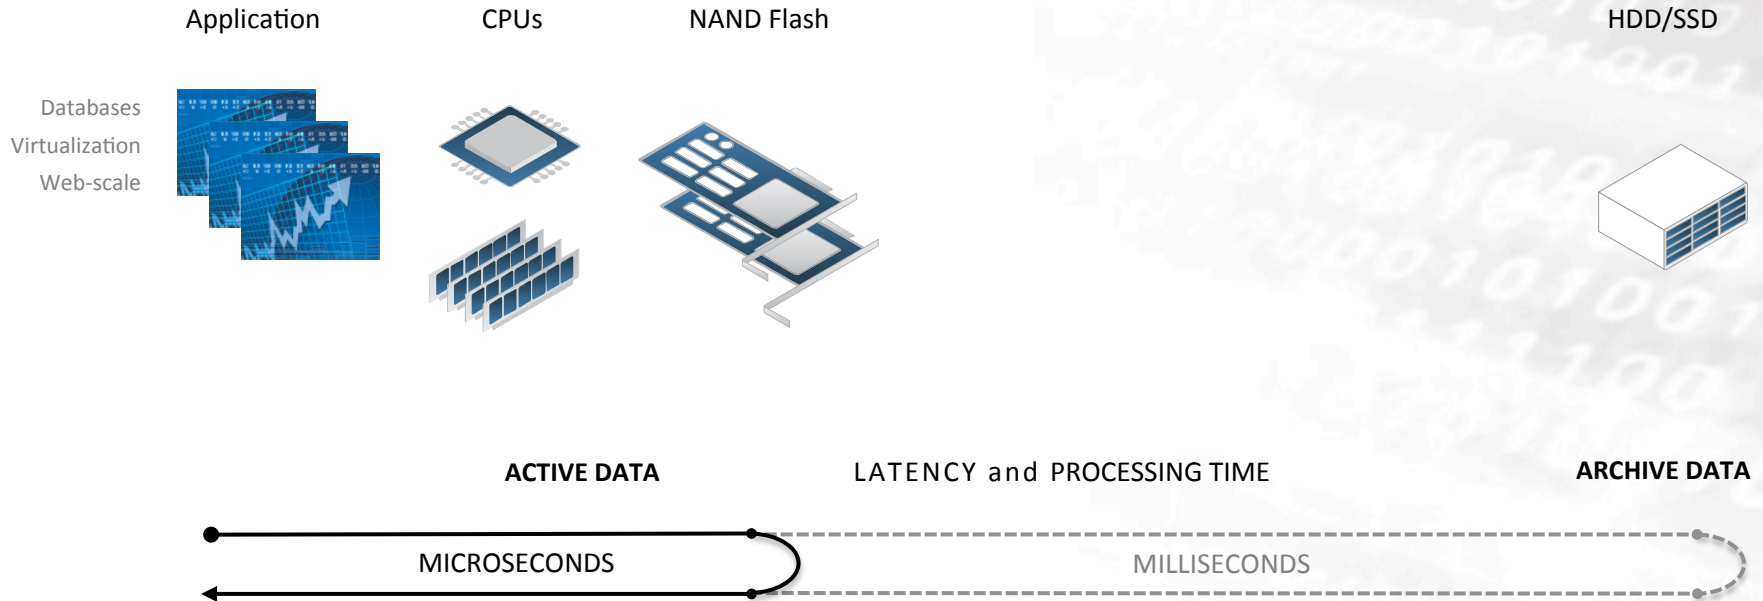 Application
CPUs
NAND Flash
HDD/SSD
Databases
Virtualization
Web-scale
ACTIVE DATA
LATENCY and PROCESSING TIME
ARCHIVE DATA
MICROSECONDS
MILLISECONDS